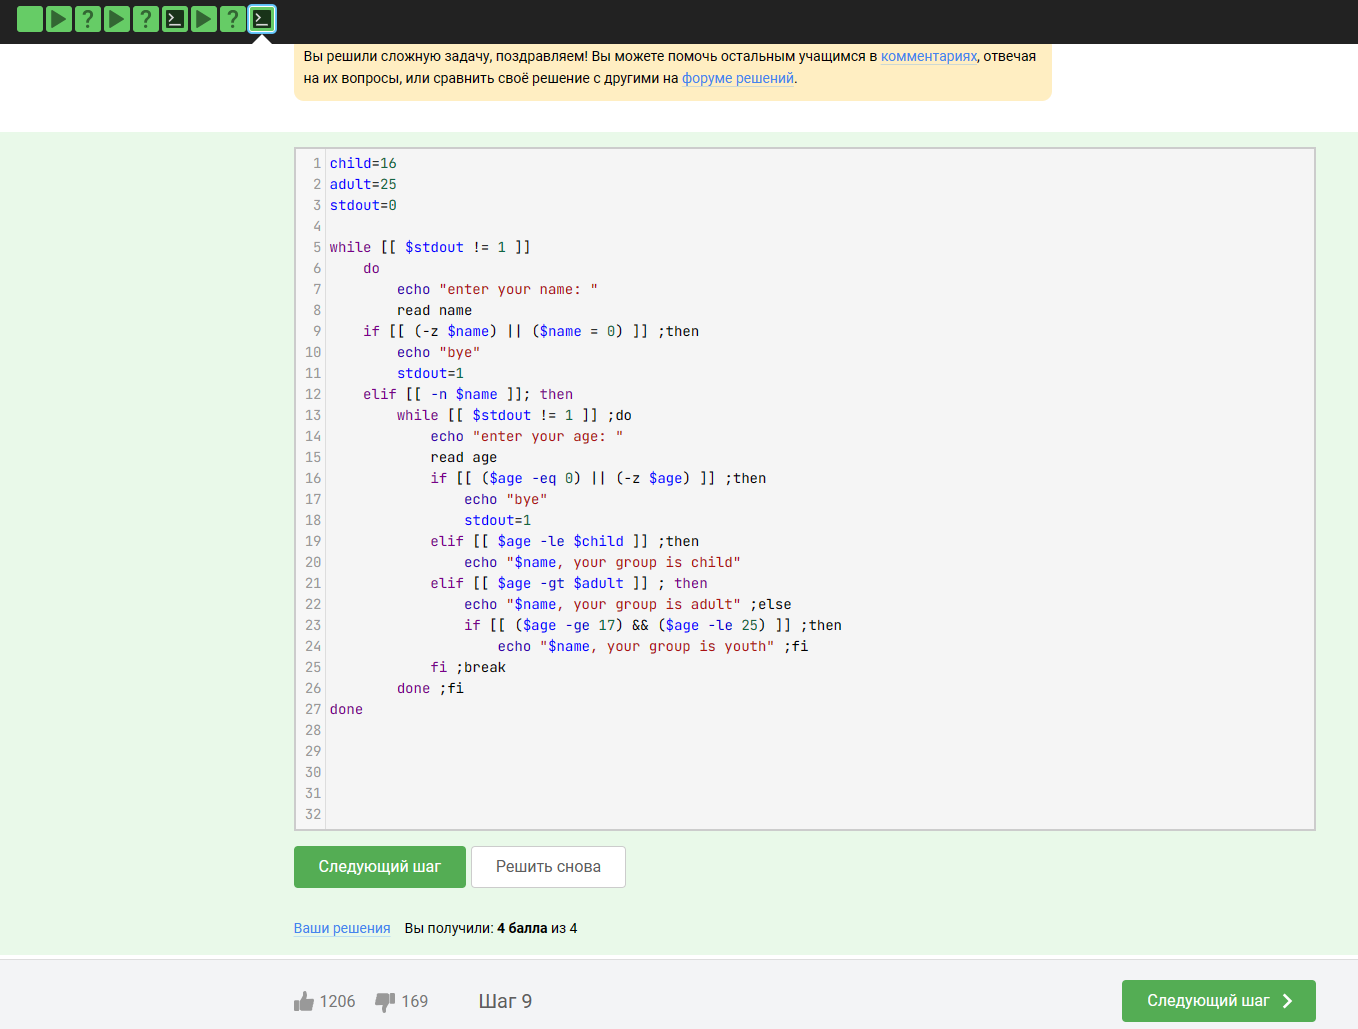 Вы решили сложную задачу, поздравляем! Вы можете помочь остальным учащимся в комментариях, отвечая
на их вопросы, или сравнить своё решение с другими на форуме решений.
1 child=16
2 adult=25
3 stdout=0
4
5 while [[ $stdout != 1 ]]
6     do
7         echo "enter your name: "
8         read name
9     if [[ (-z $name) || ($name = 0) ]] ;then
10         echo "bye"
11         stdout=1
12     elif [[ -n $name ]]; then
13         while [[ $stdout != 1 ]] ;do
14             echo "enter your age: "
15             read age
16             if [[ ($age -eq 0) || (-z $age) ]] ;then
17                 echo "bye"
18                 stdout=1
19             elif [[ $age -le $child ]] ;then
20                 echo "$name, your group is child"
21             elif [[ $age -gt $adult ]] ; then
22                 echo "$name, your group is adult" ;else
23                 if [[ ($age -ge 17) && ($age -le 25) ]] ;then
24                     echo "$name, your group is youth" ;fi
25             fi ;break
26         done ;fi
27 done
28
29
30
31
32
Следующий шаг Решить снова
Ваши решения Вы получили: 4 балла из 4
1206 169 Шаг 9 Следующий шаг